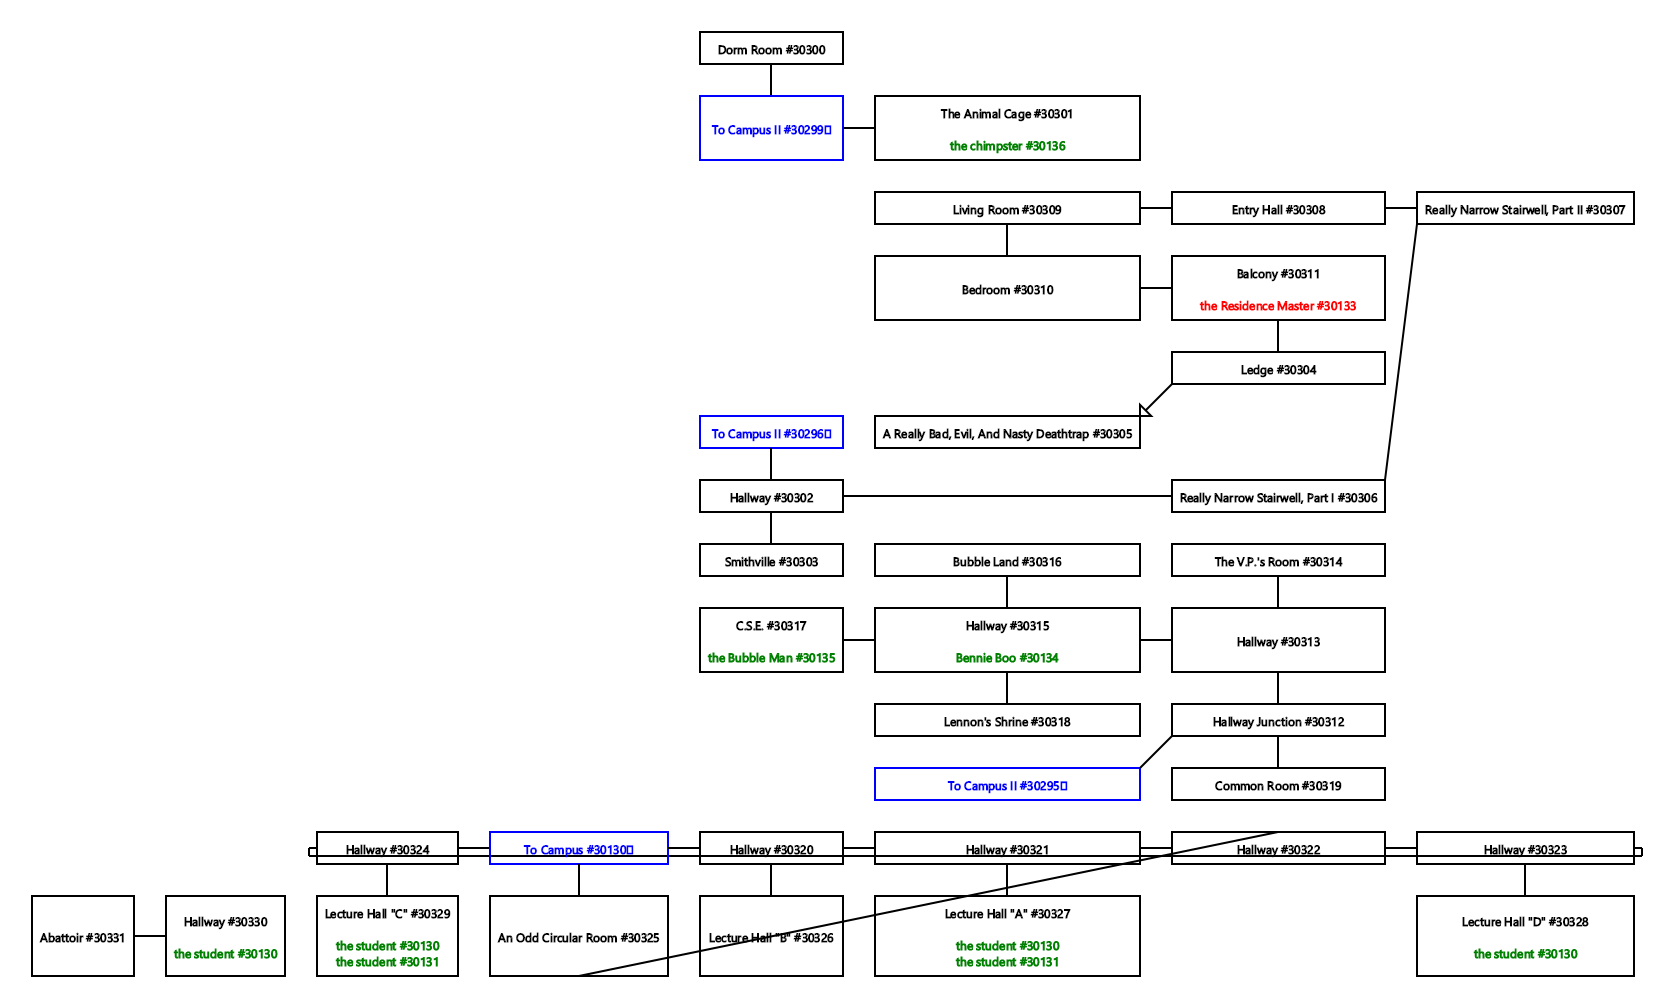 Dorm Room #30300
To Campus II #30299
The Animal Cage #30301
the chimpster #30136
Living Room #30309
Entry Hall #30308
Really Narrow Stairwell, Part II #30307
Bedroom #30310
Balcony #30311
the Residence Master #30133
Ledge #30304
To Campus II #30296
A Really Bad, Evil, And Nasty Deathtrap #30305
Hallway #30302
Really Narrow Stairwell, Part I #30306
Smithville #30303
Bubble Land #30316
The V.P.'s Room #30314
C.S.E. #30317
the Bubble Man #30135
Hallway #30315
Bennie Boo #30134
Hallway #30313
Lennon's Shrine #30318
Hallway Junction #30312
To Campus II #30295
Common Room #30319
Hallway #30324
To Campus #30130
Hallway #30320
Hallway #30321
Hallway #30322
Hallway #30323
Abattoir #30331
Hallway #30330
the student #30130
Lecture Hall "C" #30329
the student #30130
the student #30131
An Odd Circular Room #30325
Lecture Hall "B" #30326
Lecture Hall "A" #30327
the student #30130
the student #30131
Lecture Hall "D" #30328
the student #30130